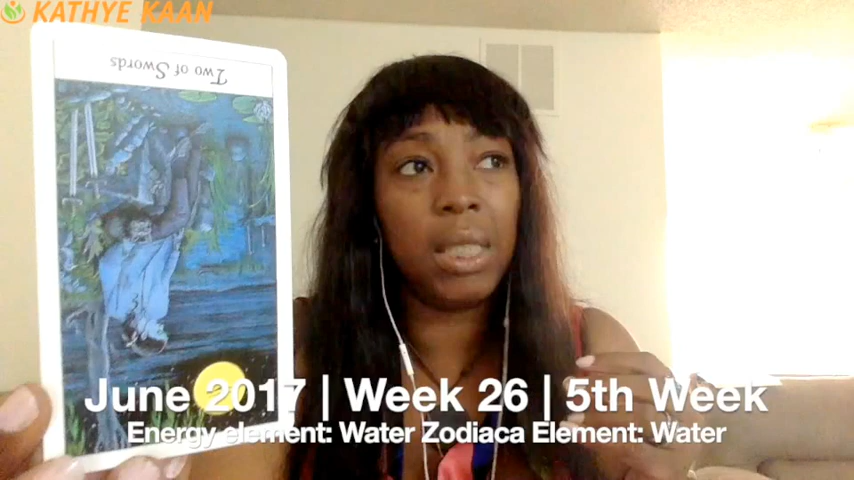 KATHYE KAAN
Two of Swords
June 2017 | Week 26 | 5th Week
Energy element: Water Zodiaca Element: Water